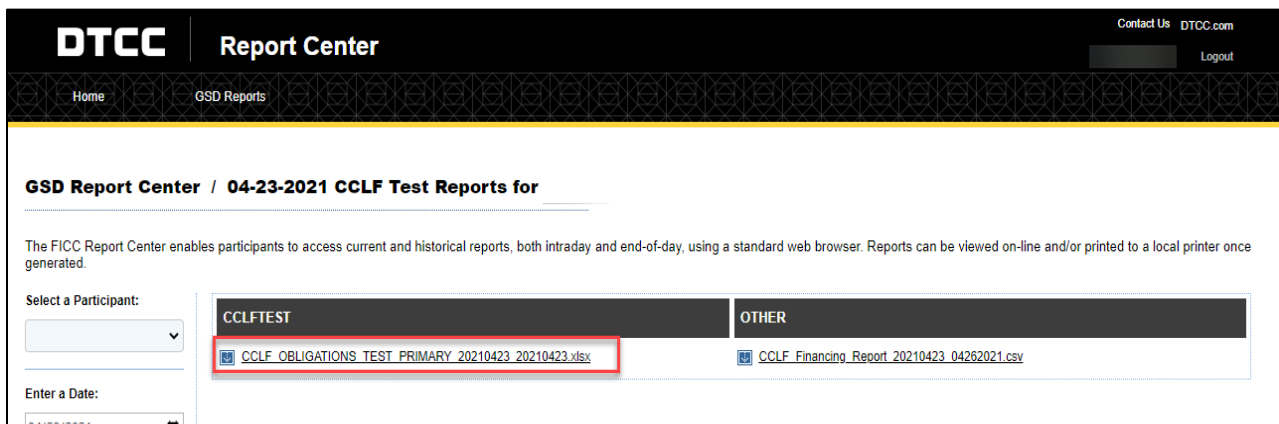 Contact Us DTCC.com
DTCC Report Center
Logout
Home GSD Reports
GSD Report Center / 04-23-2021 CCLF Test Reports for
The FICC Report Center enables participants to access current and historical reports, both intraday and end-of-day, using a standard web browser. Reports can be viewed on-line and/or printed to a local printer once
generated.
Select a Participant:
CCLFTEST OTHER
CCLF_OBLIGATIONS_TEST_PRIMARY_20210423_20210423.xlsx CCLF_Financing_Report_20210423_04262021.csv
Enter a Date: